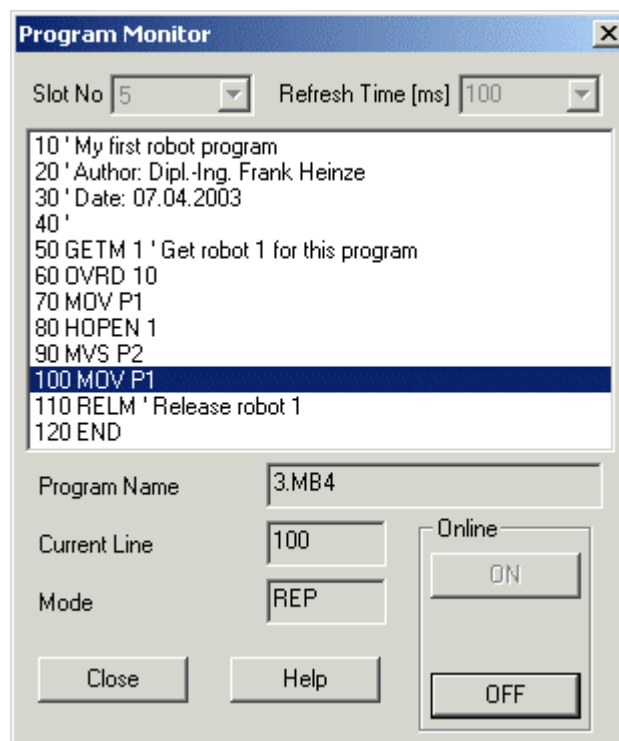 Program Monitor
Slot No 5 Refresh Time [ms] 100
10 ' My first robot program
20 ' Author: Dipl.-Ing. Frank Heinze
30 ' Date: 07.04.2003
40 '
50 GETM 1 ' Get robot 1 for this program
60 OVRD 10
70 MOV P1
80 HOPEN 1
90 MVS P2
100 MOV P1
110 RELM ' Release robot 1
120 END
Program Name 3.MB4
Current Line 100
Mode REP
Online
ON
OFF
Close Help